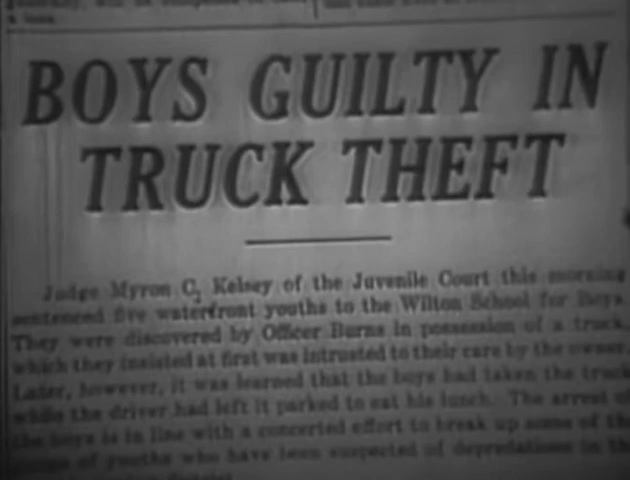 BOYS GUILTY IN
TRUCK THEFT
Judge Myron C. Kelsey of the Juvenile Court this morning
sentenced five waterfront youths to the Wilton School for Boys.
They were discovered by Officer Burns in possession of a truck,
which they insisted at first was intrusted to their care by the owner.
Later, however, it was learned that the boys had taken the truck
while the driver had left it parked to eat his lunch. The arrest of
the boys is in line with a concerted effort to break up some of the
of youths who have been suspected of depredations in the